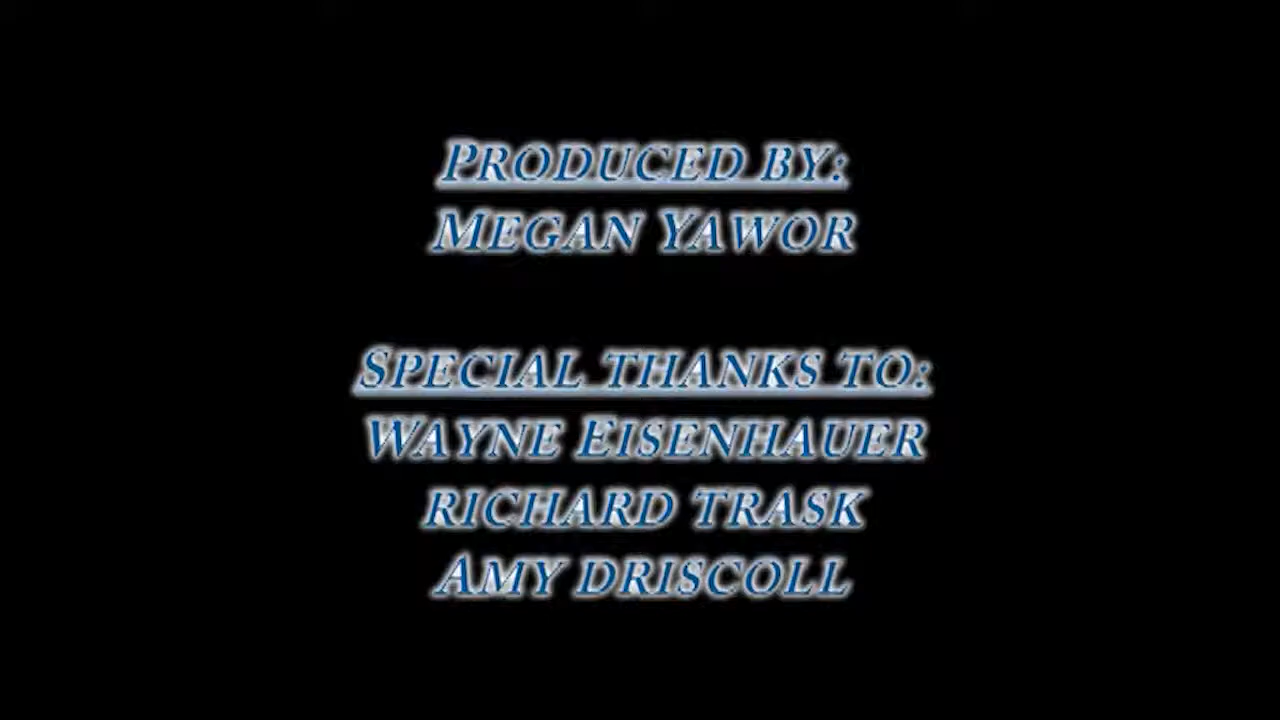 Produced by:
Megan Yawor
Special thanks to:
Wayne Eisenhauer
richard trask
Amy driscoll